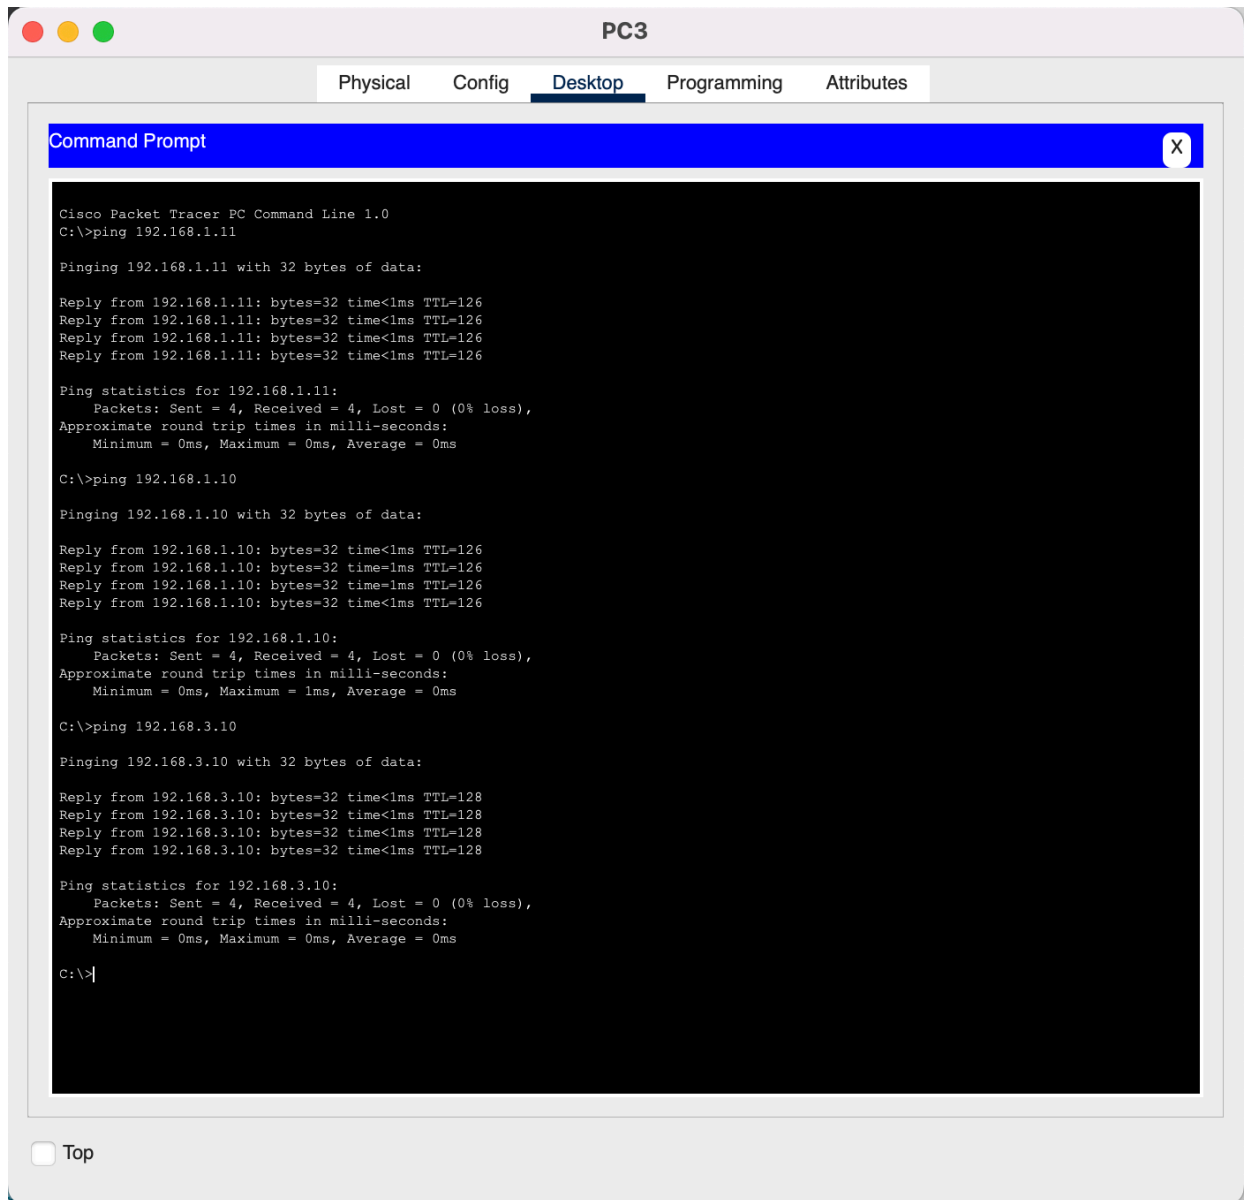 PC3
Physical Config Desktop Programming Attributes
Command Prompt
X
Cisco Packet Tracer PC Command Line 1.0
C:\>ping 192.168.1.11
Pinging 192.168.1.11 with 32 bytes of data:
Reply from 192.168.1.11: bytes=32 time<1ms TTL=126
Reply from 192.168.1.11: bytes=32 time<1ms TTL=126
Reply from 192.168.1.11: bytes=32 time<1ms TTL=126
Reply from 192.168.1.11: bytes=32 time<1ms TTL=126
Ping statistics for 192.168.1.11:
    Packets: Sent = 4, Received = 4, Lost = 0 (0% loss),
Approximate round trip times in milli-seconds:
    Minimum = 0ms, Maximum = 0ms, Average = 0ms
C:\>ping 192.168.1.10
Pinging 192.168.1.10 with 32 bytes of data:
Reply from 192.168.1.10: bytes=32 time<1ms TTL=126
Reply from 192.168.1.10: bytes=32 time=1ms TTL=126
Reply from 192.168.1.10: bytes=32 time=1ms TTL=126
Reply from 192.168.1.10: bytes=32 time<1ms TTL=126
Ping statistics for 192.168.1.10:
    Packets: Sent = 4, Received = 4, Lost = 0 (0% loss),
Approximate round trip times in milli-seconds:
    Minimum = 0ms, Maximum = 1ms, Average = 0ms
C:\>ping 192.168.3.10
Pinging 192.168.3.10 with 32 bytes of data:
Reply from 192.168.3.10: bytes=32 time<1ms TTL=128
Reply from 192.168.3.10: bytes=32 time<1ms TTL=128
Reply from 192.168.3.10: bytes=32 time<1ms TTL=128
Reply from 192.168.3.10: bytes=32 time<1ms TTL=128
Ping statistics for 192.168.3.10:
    Packets: Sent = 4, Received = 4, Lost = 0 (0% loss),
Approximate round trip times in milli-seconds:
    Minimum = 0ms, Maximum = 0ms, Average = 0ms
C:\>
Top